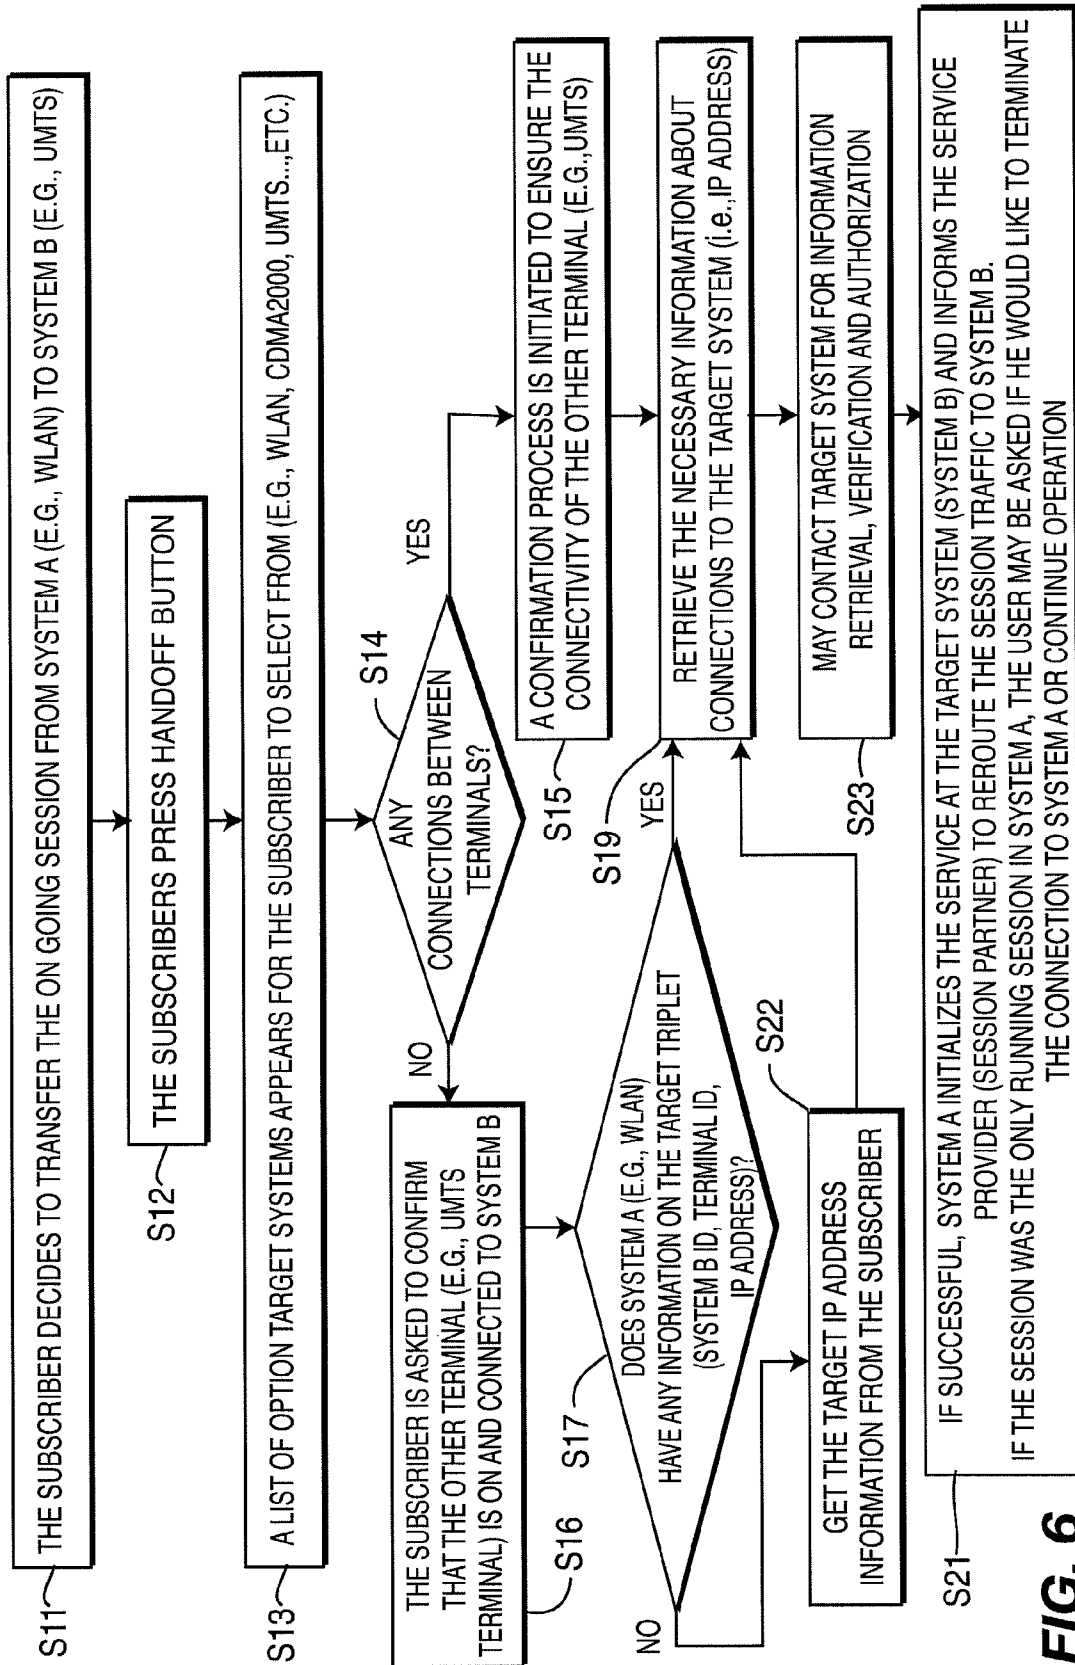 S11
THE SUBSCRIBER DECIDES TO TRANSFER THE ON GOING SESSION FROM SYSTEM A (E.G., WLAN) TO SYSTEM B (E.G., UMTS)
S12
THE SUBSCRIBERS PRESS HANDOFF BUTTON
S13
A LIST OF OPTION TARGET SYSTEMS APPEARS FOR THE SUBSCRIBER TO SELECT FROM (E.G., WLAN, CDMA2000, UMTS...,ETC.)
S14
ANY
CONNECTIONS BETWEEN
TERMINALS?
NO
YES
THE SUBSCRIBER IS ASKED TO CONFIRM
THAT THE OTHER TERMINAL (E.G., UMTS
TERMINAL) IS ON AND CONNECTED TO SYSTEM B
S16
S15
A CONFIRMATION PROCESS IS INITIATED TO ENSURE THE
CONNECTIVITY OF THE OTHER TERMINAL (E.G.,UMTS)
S17
DOES SYSTEM A (E.G., WLAN)
HAVE ANY INFORMATION ON THE TARGET TRIPLET
(SYSTEM B ID, TERMINAL ID,
IP ADDRESS)?
NO
YES
S19
RETRIEVE THE NECESSARY INFORMATION ABOUT
CONNECTIONS TO THE TARGET SYSTEM (i.e.,IP ADDRESS)
S22
GET THE TARGET IP ADDRESS
INFORMATION FROM THE SUBSCRIBER
S23
MAY CONTACT TARGET SYSTEM FOR INFORMATION
RETRIEVAL, VERIFICATION AND AUTHORIZATION
S21
IF SUCCESSFUL, SYSTEM A INITIALIZES THE SERVICE AT THE TARGET SYSTEM (SYSTEM B) AND INFORMS THE SERVICE
PROVIDER (SESSION PARTNER) TO REROUTE THE SESSION TRAFFIC TO SYSTEM B.
IF THE SESSION WAS THE ONLY RUNNING SESSION IN SYSTEM A, THE USER MAY BE ASKED IF HE WOULD LIKE TO TERMINATE
THE CONNECTION TO SYSTEM A OR CONTINUE OPERATION
FIG. 6